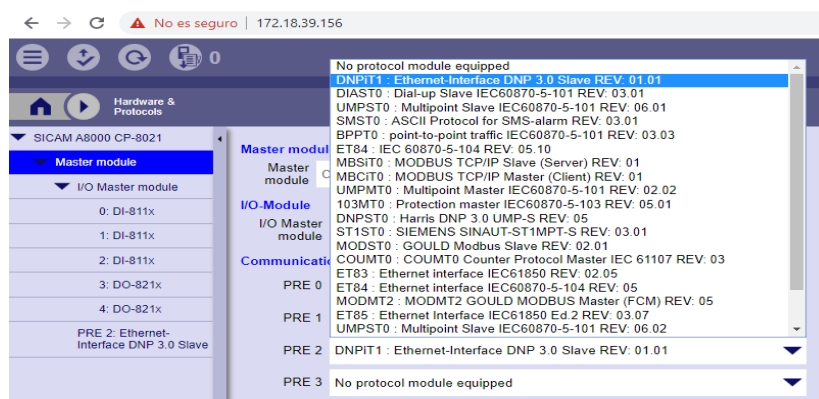 No es seguro | 172.18.39.156
0
Hardware &
Protocols
SICAM A8000 CP-8021
Master module
I/O Master module
0: DI-811x
1: DI-811x
2: DI-811x
3: DO-821x
4: DO-821x
PRE 2: Ethernet-
Interface DNP 3.0 Slave
Master modul
Master
module
C
I/O-Module
I/O Master
module
Communicati
PRE 0
PRE 1
No protocol module equipped
DNPiT1 : Ethernet-Interface DNP 3.0 Slave REV: 01.01
DIAST0 : Dial-up Slave IEC60870-5-101 REV: 03.01
UMPST0 : Multipoint Slave IEC60870-5-101 REV: 06.01
SMST0 : ASCII Protocol for SMS-alarm REV: 03.01
BPPT0 : point-to-point traffic IEC60870-5-101 REV: 03.03
ET84 : IEC 60870-5-104 REV: 05.10
MBSiT0 : MODBUS TCP/IP Slave (Server) REV: 01
MBCiT0 : MODBUS TCP/IP Master (Client) REV: 01
UMPMT0 : Multipoint Master IEC60870-5-101 REV: 02.02
103MT0 : Protection master IEC60870-5-103 REV: 05.01
DNPST0 : Harris DNP 3.0 UMP-S REV: 05
ST1ST0 : SIEMENS SINAUT-ST1MPT-S REV: 03.01
MODST0 : GOULD Modbus Slave REV: 02.01
COUMT0 : COUMT0 Counter Protocol Master IEC 61107 REV: 03
ET83 : Ethernet interface IEC61850 REV: 02.05
ET84 : Ethernet interface IEC60870-5-104 REV: 05
MODMT2 : MODMT2 GOULD MODBUS Master (FCM) REV: 05
ET85 : Ethernet Interface IEC61850 Ed.2 REV: 03.07
UMPST0 : Multipoint Slave IEC60870-5-101 REV: 06.02
PRE 2 DNPiT1 : Ethernet-Interface DNP 3.0 Slave REV: 01.01
PRE 3 No protocol module equipped